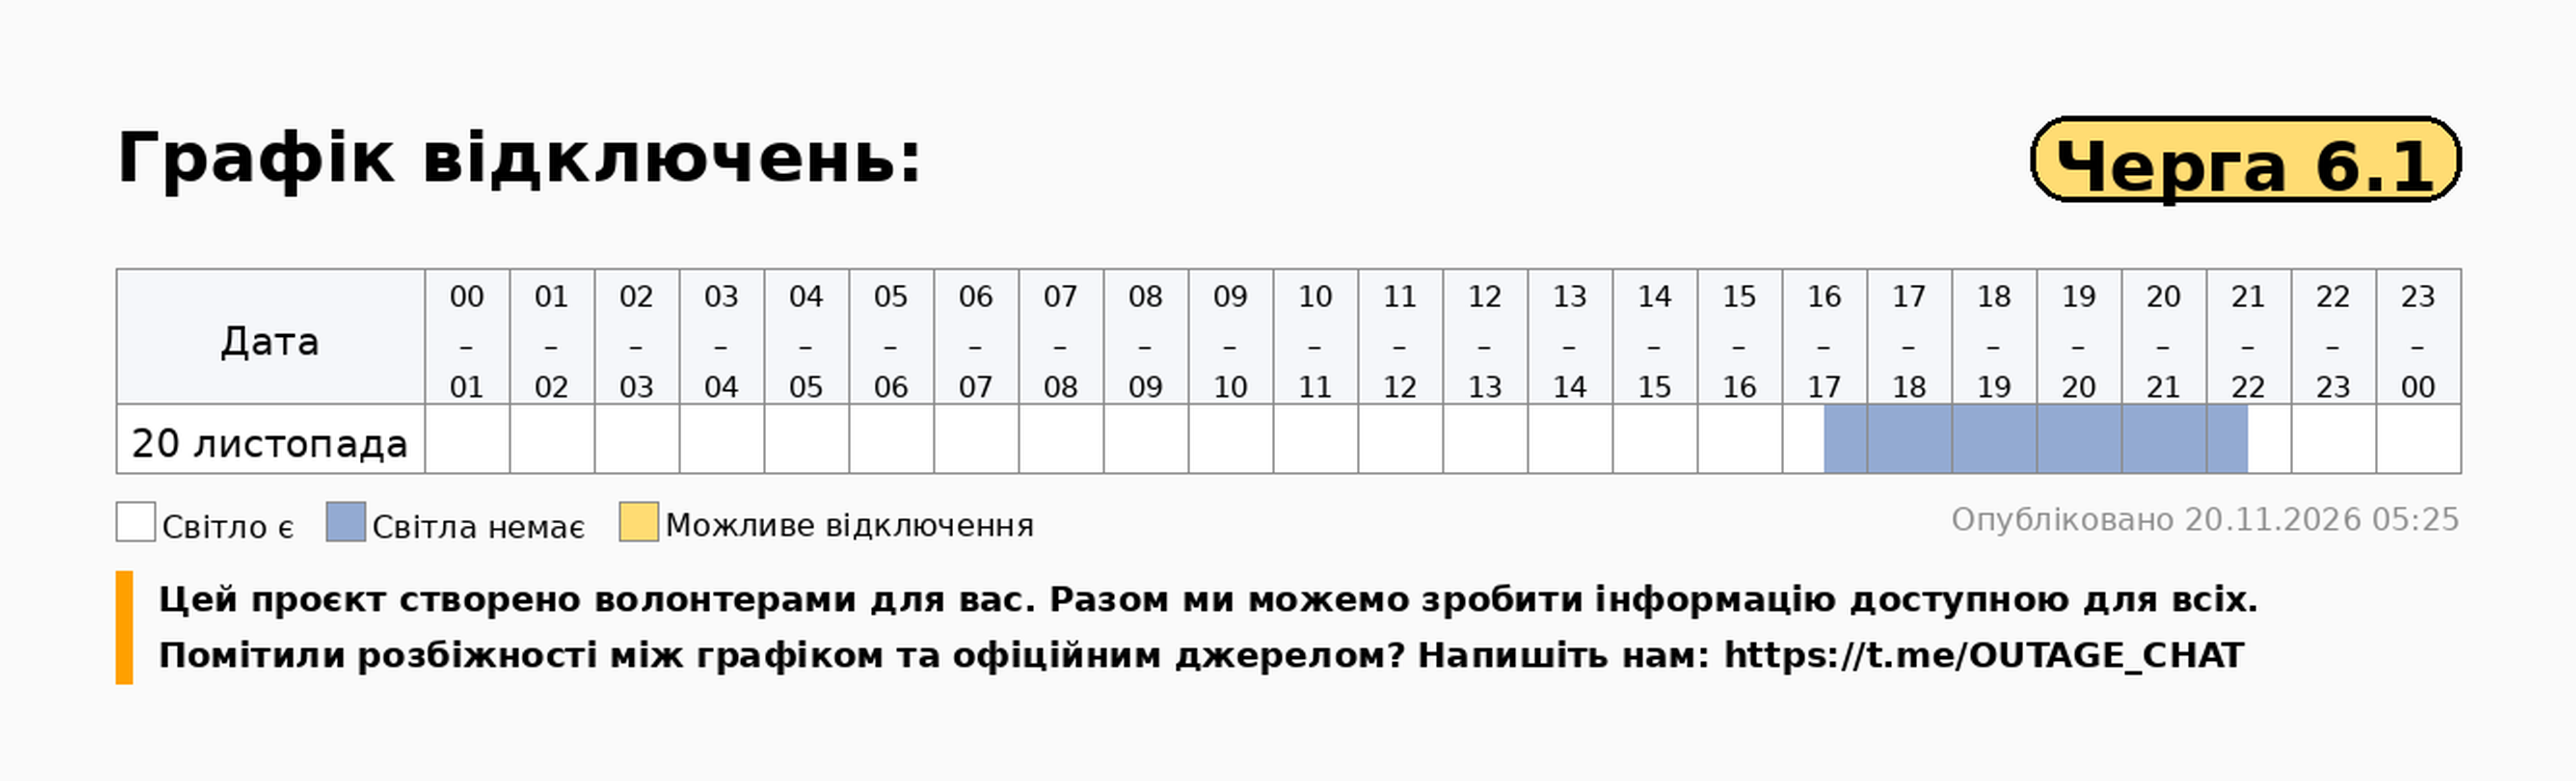 Графік відключень:
Черга 6.1
Дата
00 – 01
01 – 02
02 – 03
03 – 04
04 – 05
05 – 06
06 – 07
07 – 08
08 – 09
09 – 10
10 – 11
11 – 12
12 – 13
13 – 14
14 – 15
15 – 16
16 – 17
17 – 18
18 – 19
19 – 20
20 – 21
21 – 22
22 – 23
23 – 00
20 листопада
Світло є
Світла немає
Можливе відключення
Опубліковано 20.11.2026 05:25
Цей проєкт створено волонтерами для вас. Разом ми можемо зробити інформацію доступною для всіх.
Помітили розбіжності між графіком та офіційним джерелом? Напишіть нам: https://t.me/OUTAGE_CHAT